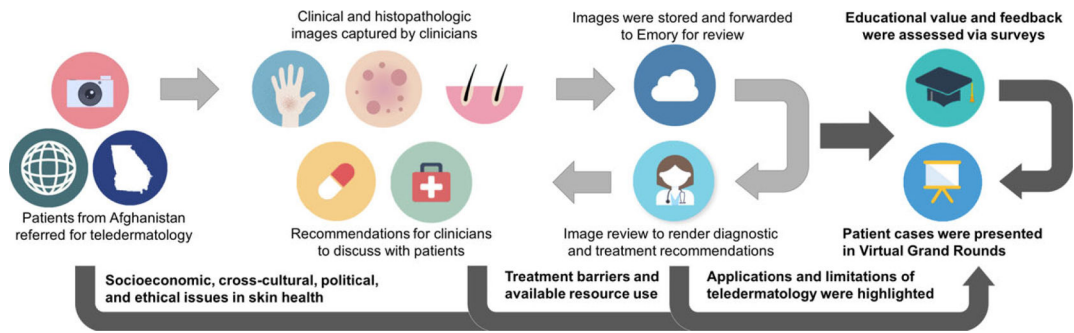 Clinical and histopathologic
images captured by clinicians
Images were stored and forwarded
to Emory for review
Educational value and feedback
were assessed via surveys
Patients from Afghanistan
referred for teledermatology
Recommendations for clinicians
to discuss with patients
Image review to render diagnostic
and treatment recommendations
Patient cases were presented
in Virtual Grand Rounds
Socioeconomic, cross-cultural, political,
and ethical issues in skin health
Treatment barriers and
available resource use
Applications and limitations of
teledermatology were highlighted